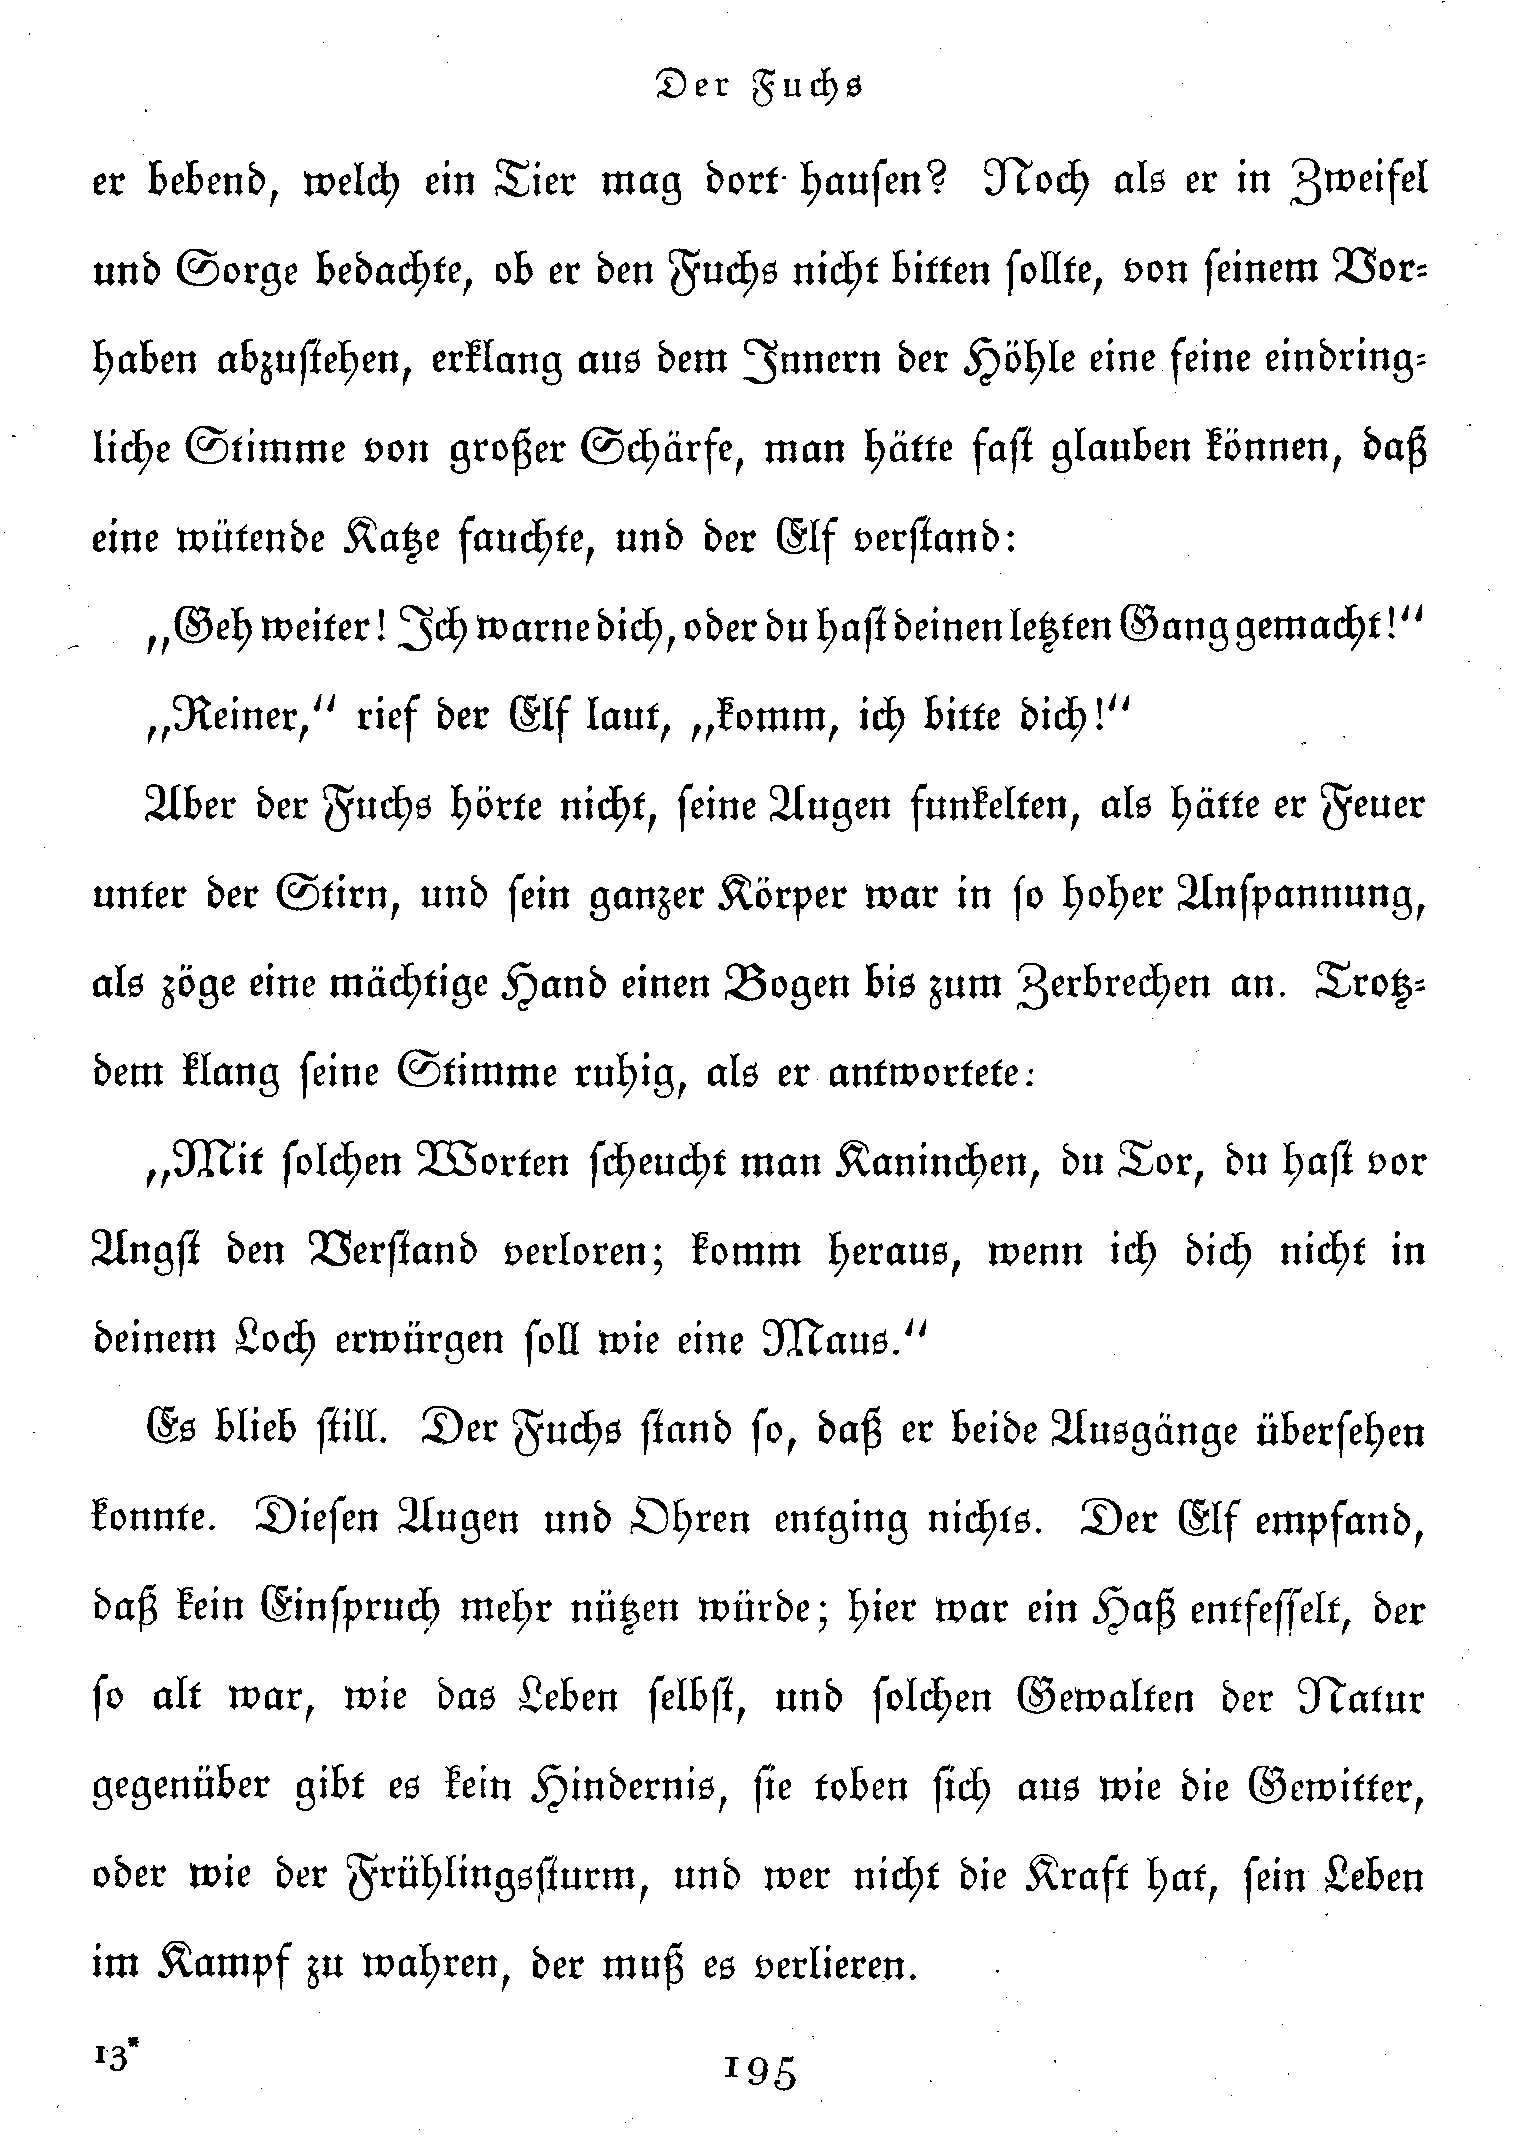 Der Fuchs
er bebend, welch ein Tier mag dort hausen? Noch als er in Zweifel
und Sorge bedachte, ob er den Fuchs nicht bitten sollte, von seinem Vor-
haben abzustehen, erklang aus dem Innern der Höhle eine feine eindring-
liche Stimme von großer Schärfe, man hätte fast glauben können, daß
eine wütende Katze fauchte, und der Elf verstand:
„Geh weiter! Ich warne dich, oder du hast deinen letzten Gang gemacht!“
„Reiner,“ rief der Elf laut, „komm, ich bitte dich!“
Aber der Fuchs hörte nicht, seine Augen funkelten, als hätte er Feuer
unter der Stirn, und sein ganzer Körper war in so hoher Anspannung,
als zöge eine mächtige Hand einen Bogen bis zum Zerbrechen an. Trotz-
dem klang seine Stimme ruhig, als er antwortete:
„Mit solchen Worten scheucht man Kaninchen, du Tor, du hast vor
Angst den Verstand verloren; komm heraus, wenn ich dich nicht in
deinem Loch erwürgen soll wie eine Maus.“
Es blieb still. Der Fuchs stand so, daß er beide Ausgänge übersehen
konnte. Diesen Augen und Ohren entging nichts. Der Elf empfand,
daß kein Einspruch mehr nützen würde; hier war ein Haß entfesselt, der
so alt war, wie das Leben selbst, und solchen Gewalten der Natur
gegenüber gibt es kein Hindernis, sie toben sich aus wie die Gewitter,
oder wie der Frühlingssturm, und wer nicht die Kraft hat, sein Leben
im Kampf zu wahren, der muß es verlieren.
13*
195